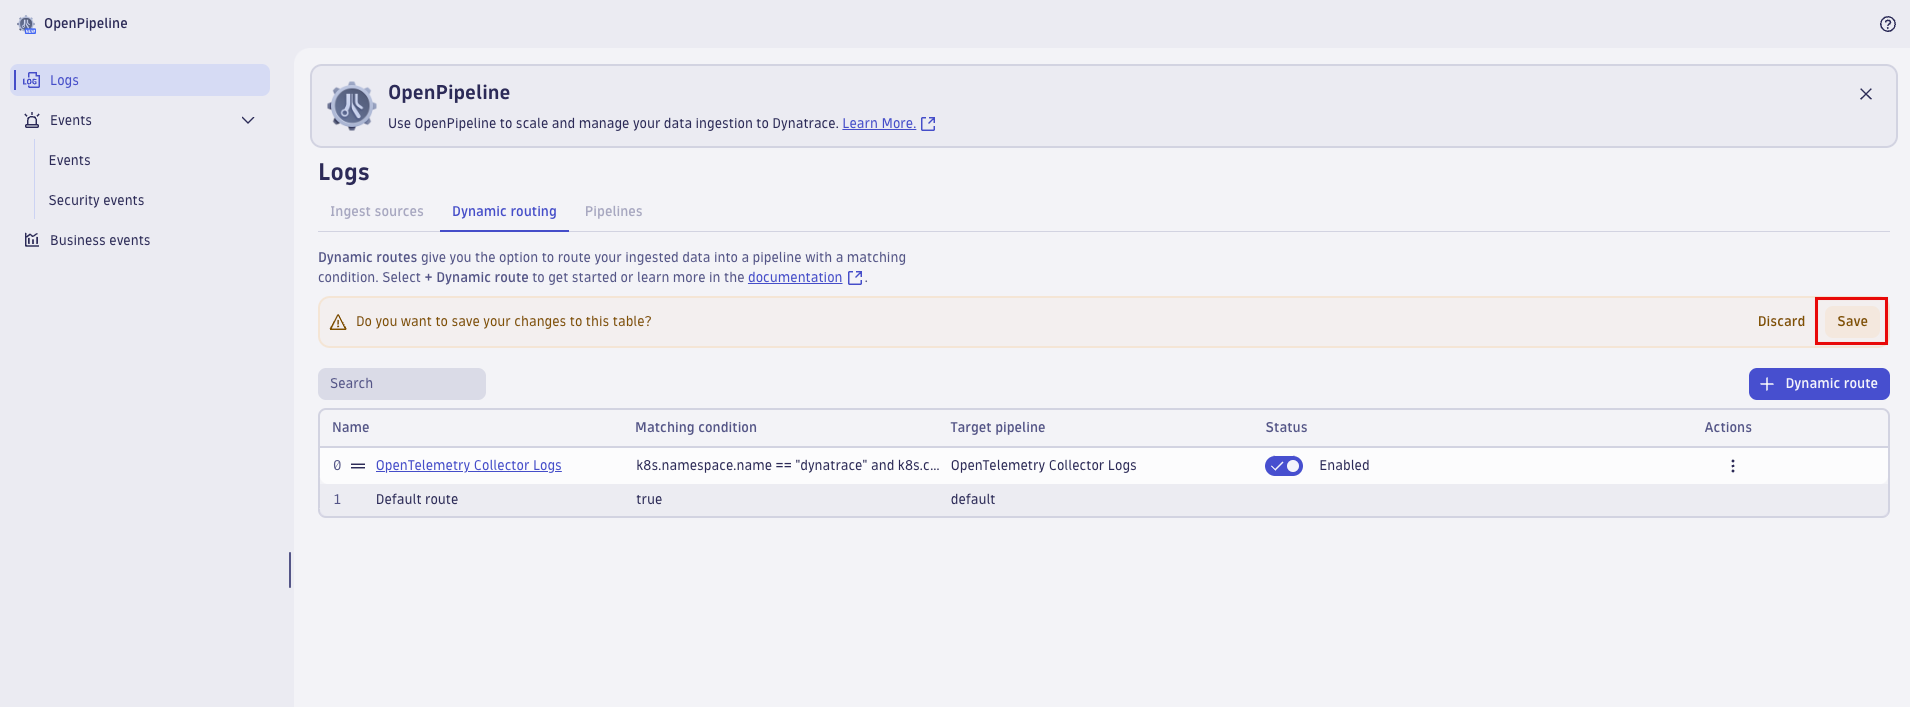 OpenPipeline
Logs
Events
Events
Security events
Business events
OpenPipeline
Use OpenPipeline to scale and manage your data ingestion to Dynatrace. Learn More.
Logs
Ingest sources Dynamic routing Pipelines
Dynamic routes give you the option to route your ingested data into a pipeline with a matching
condition. Select + Dynamic route to get started or learn more in the documentation .
Do you want to save your changes to this table? Discard Save
Search + Dynamic route
Name Matching condition Target pipeline Status Actions
0 OpenTelemetry Collector Logs k8s.namespace.name == "dynatrace" and k8s.c... OpenTelemetry Collector Logs Enabled
1 Default route true default